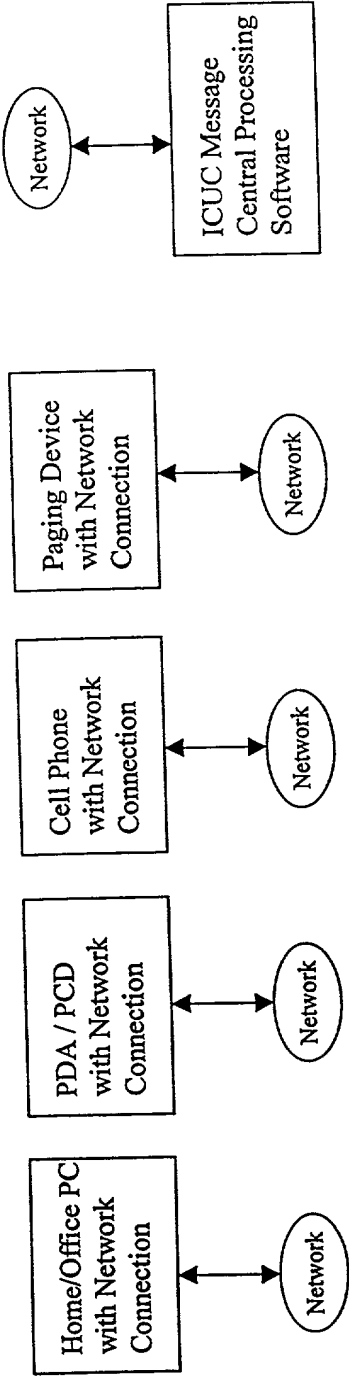 Home/Office PC
with Network
Connection
Network
PDA / PCD
with Network
Connection
Network
Cell Phone
with Network
Connection
Network
Paging Device
with Network
Connection
Network
Network
ICUC Message
Central Processing
Software